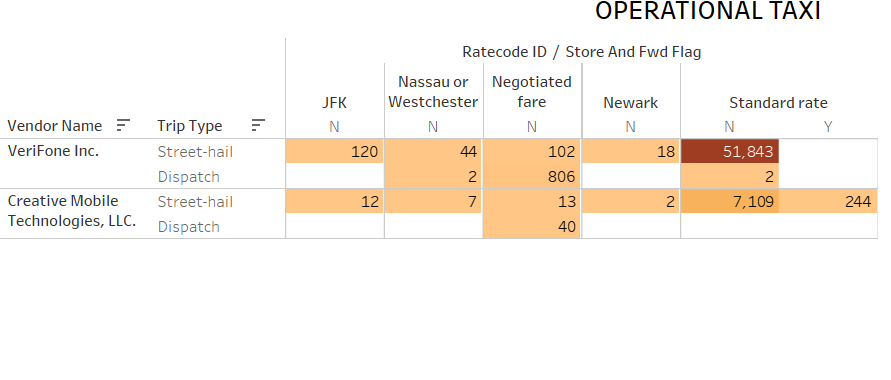 OPERATIONAL TAXI
Ratecode ID / Store And Fwd Flag
Vendor Name Trip Type JFK Nassau or Westchester Negotiated fare Newark Standard rate
N N N N N Y
VeriFone Inc. Street-hail 120 44 102 18 51,843
Dispatch 2 806 2
Creative Mobile Technologies, LLC. Street-hail 12 7 13 2 7,109 244
Dispatch 40